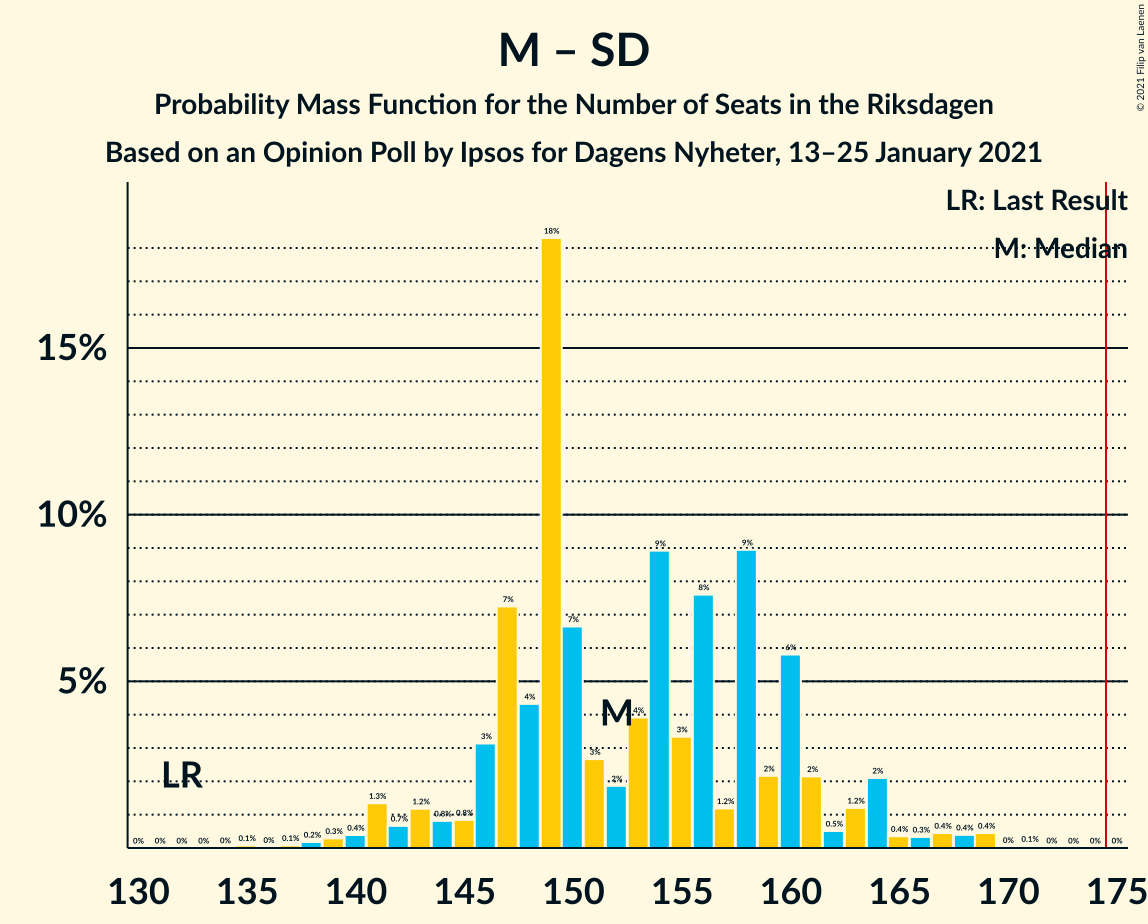 M – SD
Probability Mass Function for the Number of Seats in the Riksdagen
Based on an Opinion Poll by Ipsos for Dagens Nyheter, 13–25 January 2021
© 2021 Filip van Laenen
LR: Last Result
M: Median
15%
10%
5%
LR
M
0% 0% 0% 0% 0% 0.1% 0% 0.1% 0.2% 0.3% 0.4% 1.3% 0.7% 1.2% 0.8% 0.8% 3% 7% 4% 18% 7% 3% 2% 4% 9% 3% 8% 1.2% 9% 2% 6% 2% 0.5% 1.2% 2% 0.4% 0.3% 0.4% 0.4% 0.4% 0% 0.1% 0% 0% 0% 0%
130 135 140 145 150 155 160 165 170 175